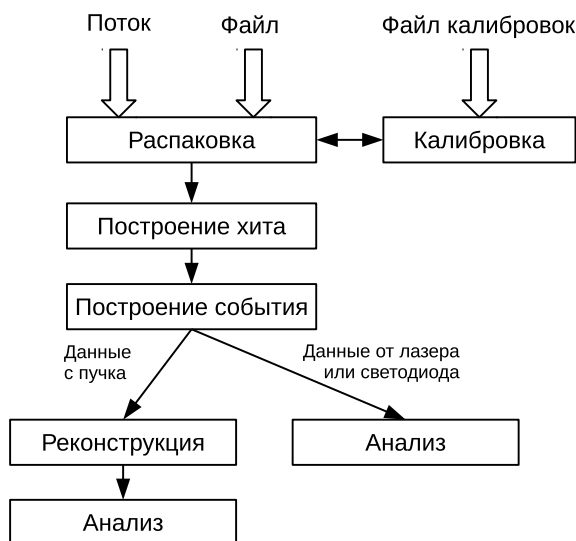 Поток
Файл
Файл калибровок
Распаковка
Калибровка
Построение хита
Построение события
Данные
с пучка
Данные от лазера
или светодиода
Реконструкция
Анализ
Анализ